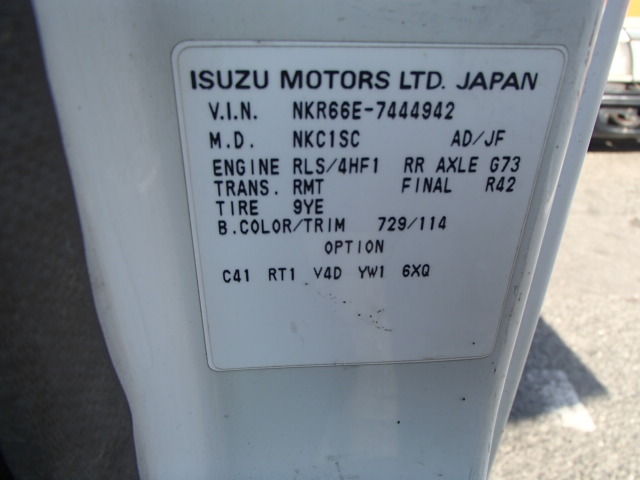 ISUZU MOTORS LTD. JAPAN
V.I.N. NKR66E-7444942
M.D. NKC1SC AD/JF
ENGINE RLS/4HF1 RR AXLE G73
TRANS. RMT FINAL R42
TIRE 9YE
B.COLOR/TRIM 729/114
OPTION
C41 RT1 V4D YW1 6XQ